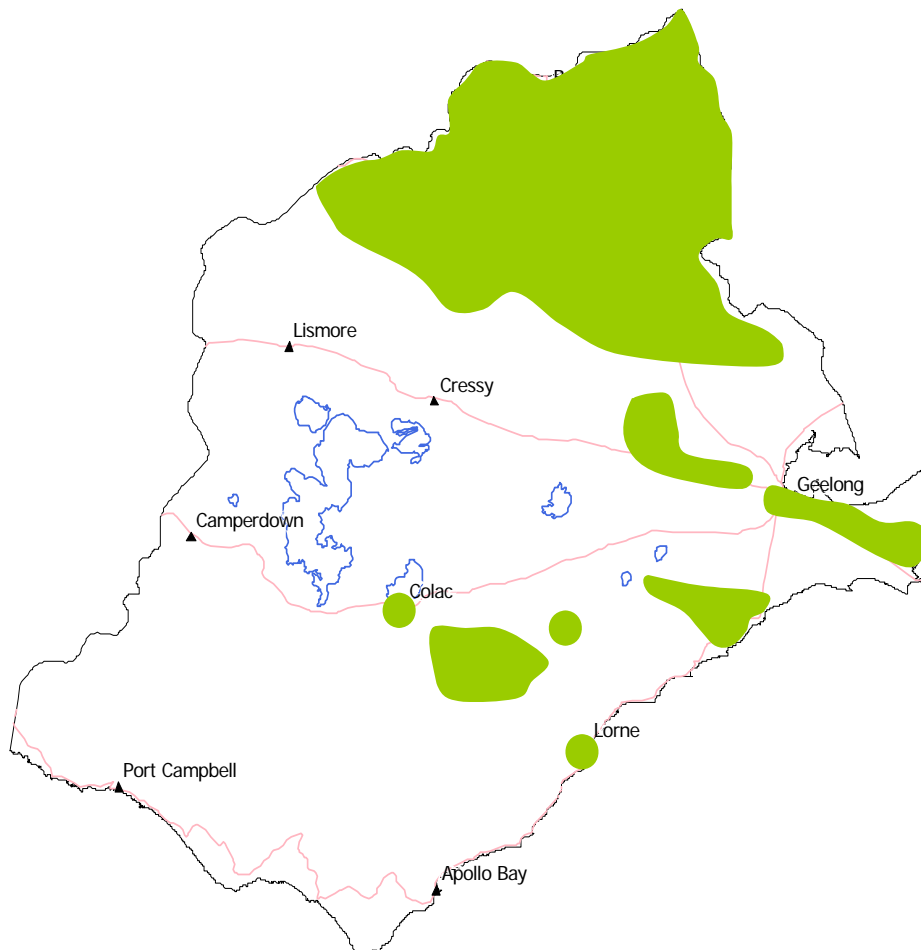 Lismore
Cressy
Geelong
Camperdown
Colac
Lorne
Port Campbell
Apollo Bay